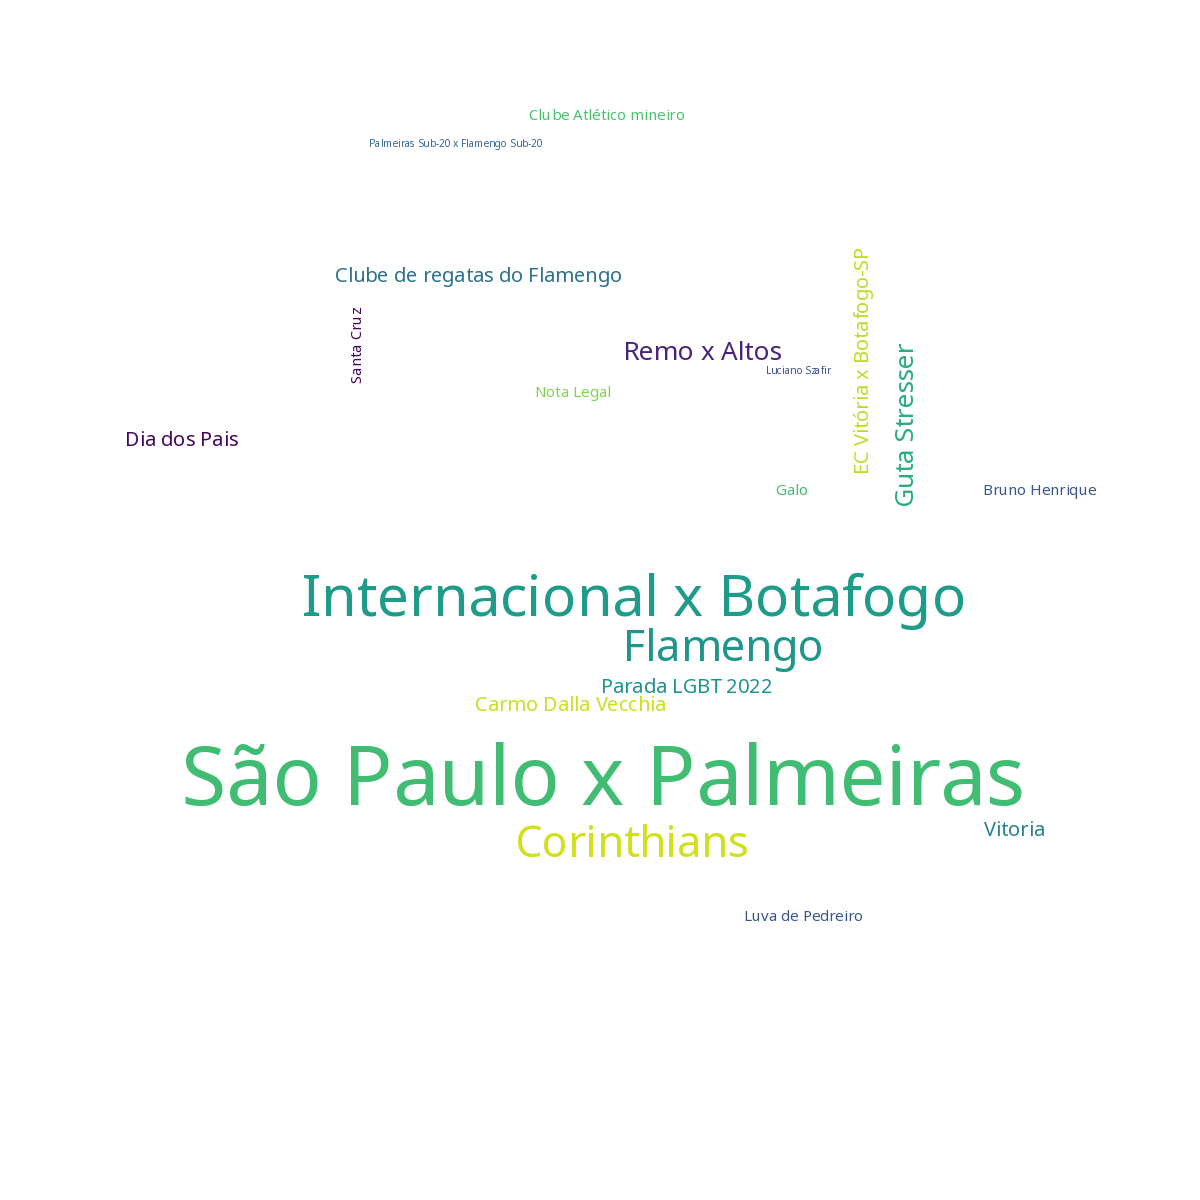 Clube Atlético mineiro
Palmeiras Sub-20 x Flamengo Sub-20
Clube de regatas do Flamengo
EC Vitória x Botafogo-SP
Santa Cruz
Remo x Altos
Guta Stresser
Luciano Szafir
Nota Legal
Dia dos Pais
Galo
Bruno Henrique
Internacional x Botafogo
Flamengo
Parada LGBT 2022
Carmo Dalla Vecchia
São Paulo x Palmeiras
Corinthians
Vitoria
Luva de Pedreiro